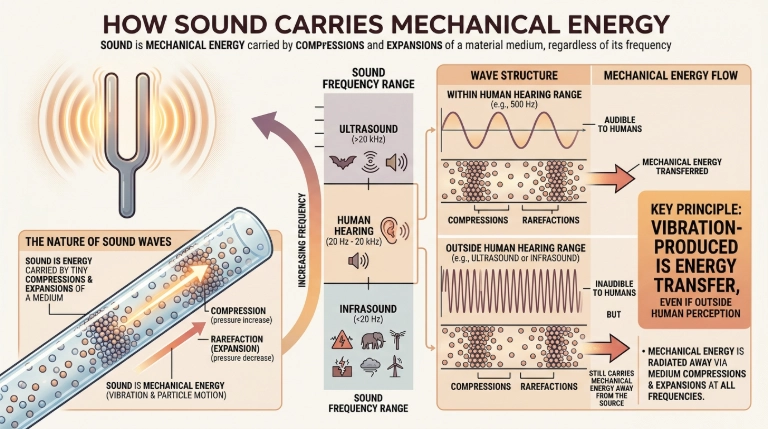 HOW SOUND CARRIES MECHANICAL ENERGY
SOUND IS MECHANICAL ENERGY CARRIED BY COMPRESSIONS AND EXPANSIONS OF A MATERIAL MEDIUM, REGARDLESS OF ITS FREQUENCY
THE NATURE OF SOUND WAVES
SOUND IS ENERGY
CARRIED BY TINY
COMPRESSIONS &
EXPANSIONS OF
A MEDIUM
COMPRESSION
(pressure increase)
RAREFACTION
(EXPANSION)
(pressure decrease)
SOUND IS MECHANICAL ENERGY
(VIBRATION & PARTICLE MOTION)
INCREASING FREQUENCY
SOUND
FREQUENCY RANGE
ULTRASOUND
(>20 kHz)
HUMAN
HEARING
(20 Hz - 20 kHz)
INFRASOUND
(<20 Hz)
SOUND
FREQUENCY RANGE
WAVE STRUCTURE
MECHANICAL ENERGY FLOW
WITHIN HUMAN HEARING RANGE
(e.g., 500 Hz)
AUDIBLE
TO HUMANS
MECHANICAL ENERGY
TRANSFERRED
COMPRESSIONS
RAREFACTIONS
OUTSIDE HUMAN HEARING RANGE
(e.g., ULTRASOUND or INFRASOUND)
INAUDIBLE
TO HUMANS
BUT
COMPRESSIONS
RAREFACTIONS
STILL CARRIES
MECHANICAL
ENERGY AWAY
FROM THE
SOURCE
KEY PRINCIPLE:
VIBRATION-
PRODUCED
IS ENERGY
TRANSFER,
EVEN IF OUTSIDE
HUMAN PERCEPTION
• MECHANICAL ENERGY IS
RADIATED AWAY VIA
MEDIUM COMPRESSIONS
& EXPANSIONS AT ALL
FREQUENCIES.